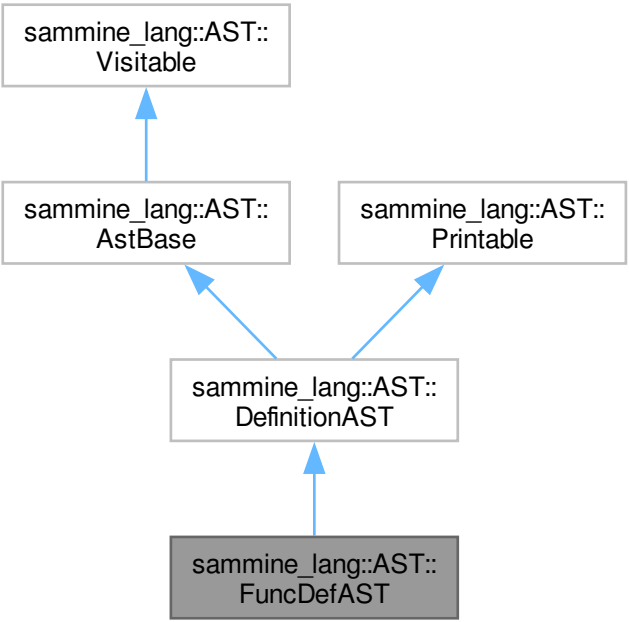 sammine_lang::AST::
Visitable
sammine_lang::AST::
AstBase
sammine_lang::AST::
Printable
sammine_lang::AST::
DefinitionAST
sammine_lang::AST::
FuncDefAST